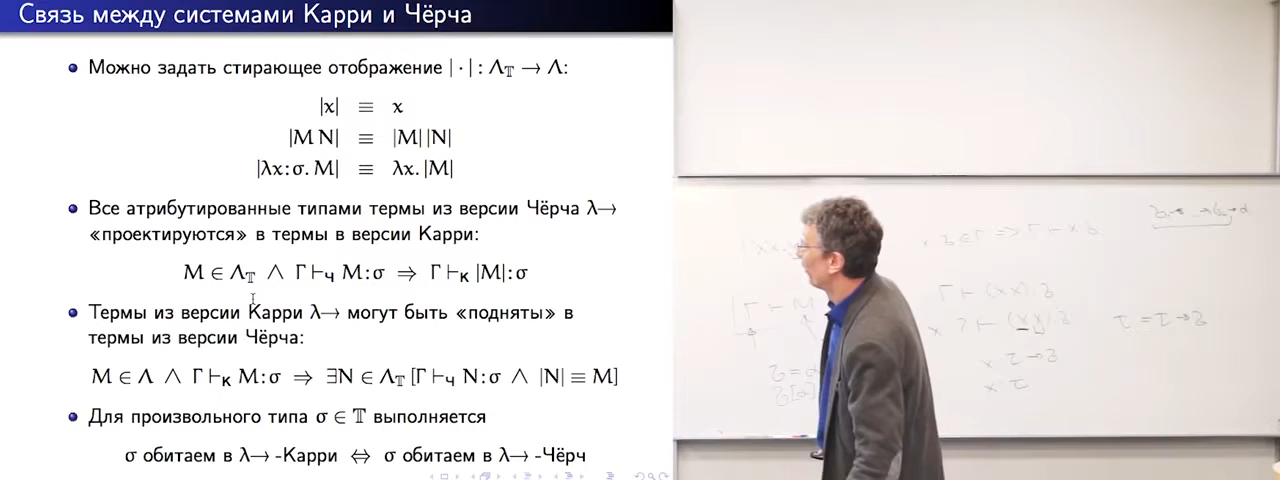 Связь между системами Карри и Чёрча
Можно задать стирающее отображение |·| : Λ_𝕋 → Λ:
|x| ≡ x
|M N| ≡ |M| |N|
|λx:σ. M| ≡ λx. |M|
Все атрибутированные типами термы из версии Чёрча λ→
«проектируются» в термы в версии Карри:
M ∈ Λ_𝕋 ∧ Γ ⊢_Ч M:σ ⇒ Γ ⊢_К |M|:σ
Термы из версии Карри λ→ могут быть «подняты» в
термы из версии Чёрча:
M ∈ Λ ∧ Γ ⊢_К M:σ ⇒ ∃N ∈ Λ_𝕋 [Γ ⊢_Ч N:σ ∧ |N| ≡ M]
Для произвольного типа σ ∈ 𝕋 выполняется
σ обитаем в λ→ -Карри ⇔ σ обитаем в λ→ -Чёрч